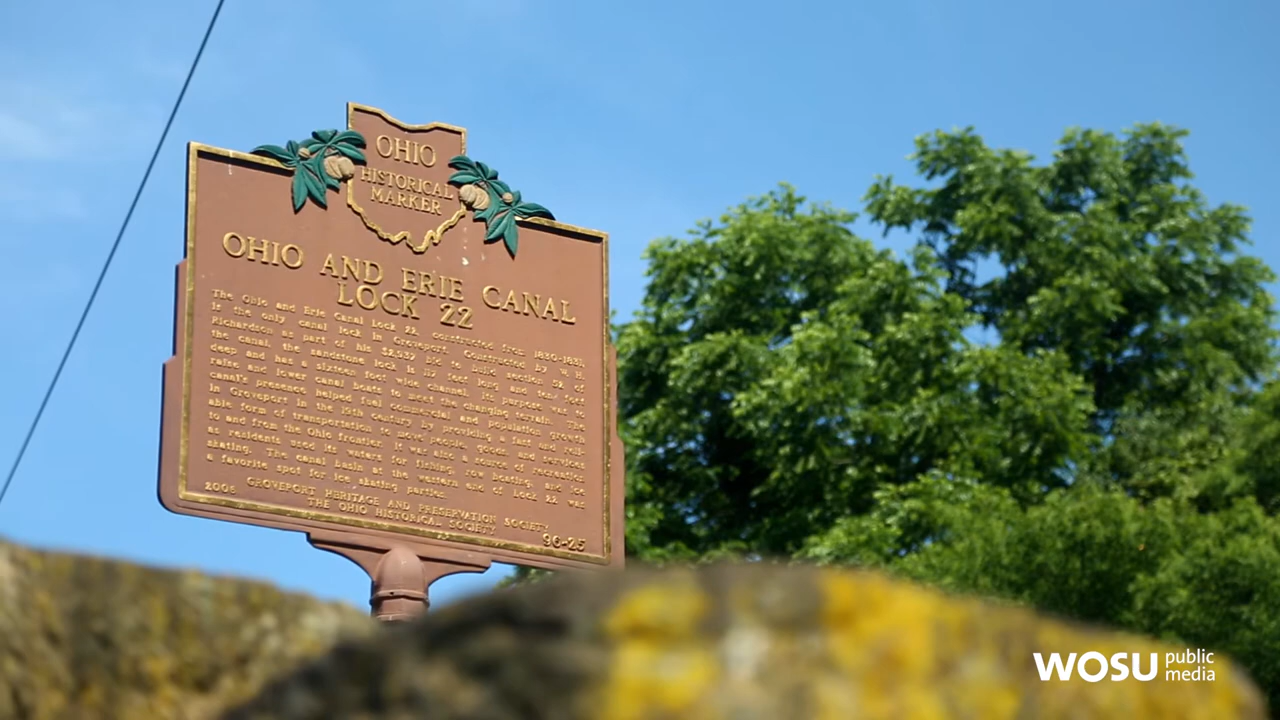 OHIO
HISTORICAL
MARKER
OHIO AND ERIE CANAL
LOCK 22
The Ohio and Erie Canal Lock 22, constructed from 1830-1831,
is the only canal lock in Groveport. Constructed by W. H.
Richardson as part of his $2,932 bid to build section 52 of
the canal, the sandstone lock is 117 feet long and ten feet
deep and has a sixteen foot wide channel. Its purpose was to
raise and lower canal boats to meet the changing terrain. The
canal's presence helped fuel commercial and population growth
in Groveport in the 19th century by providing a fast and reli-
able form of transportation to move people, goods and services
to and from the Ohio frontier. It was also a source of recreation
as residents used its waters for fishing, row boating, and ice
skating. The canal basin at the western end of Lock 22 was
a favorite spot for ice skating parties.
GROVEPORT HERITAGE AND PRESERVATION SOCIETY
THE OHIO HISTORICAL SOCIETY
2006
96-25
WOSU public
media